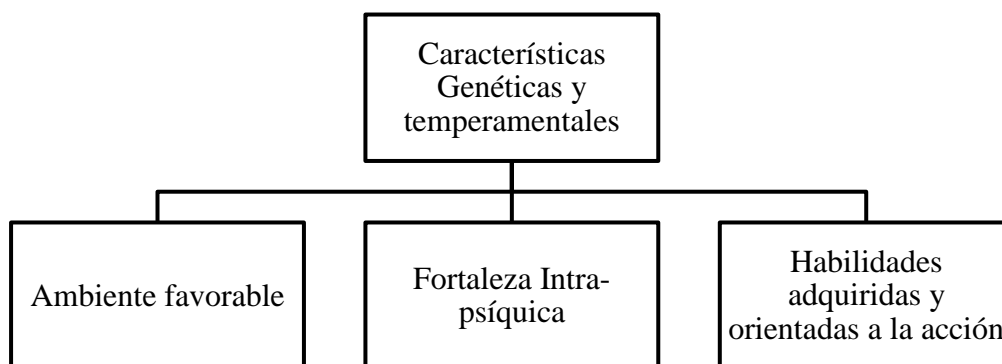 Características
Genéticas y
temperamentales
Ambiente favorable
Fortaleza Intra-
psíquica
Habilidades
adquiridas y
orientadas a la acción